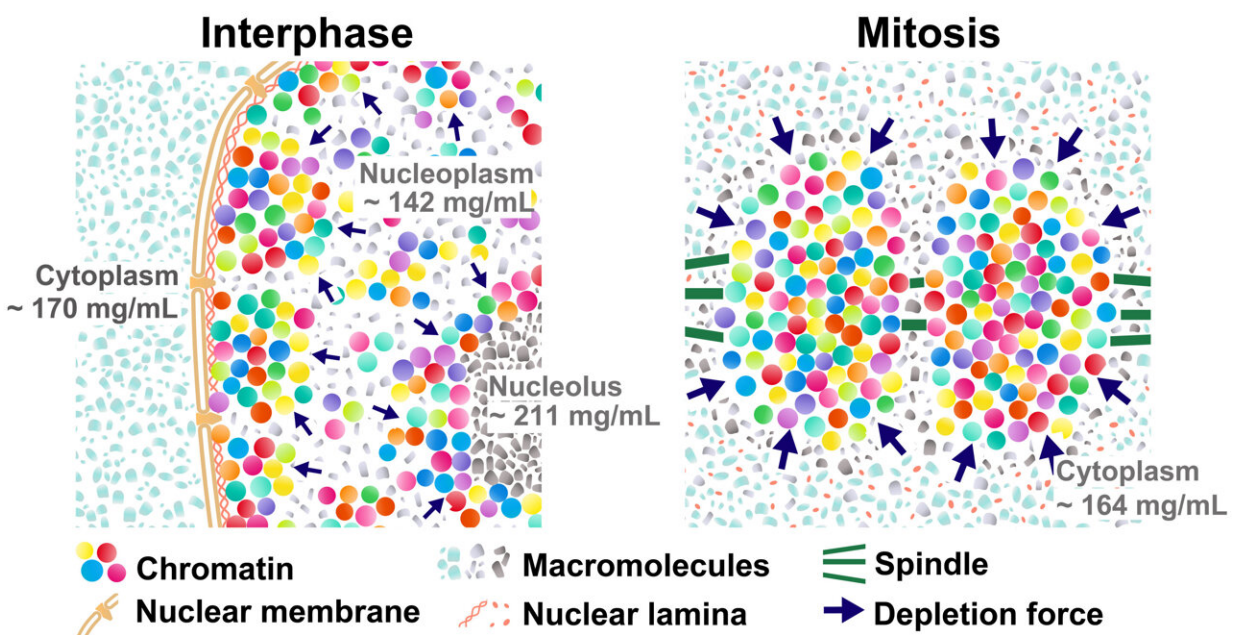 Interphase
Mitosis
Nucleoplasm
~ 142 mg/mL
Cytoplasm
~ 170 mg/mL
Nucleolus
~ 211 mg/mL
Cytoplasm
~ 164 mg/mL
Chromatin
Macromolecules
Spindle
Nuclear membrane
Nuclear lamina
Depletion force